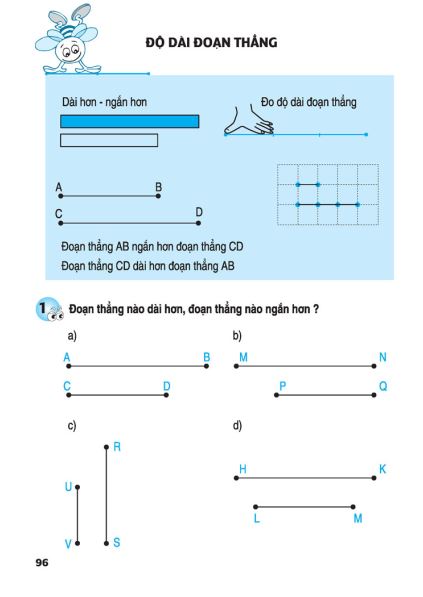 ĐỘ DÀI ĐOẠN THẲNG
Dài hơn - ngắn hơn
Đo độ dài đoạn thẳng
A B
C D
Đoạn thẳng AB ngắn hơn đoạn thẳng CD
Đoạn thẳng CD dài hơn đoạn thẳng AB
1 Đoạn thẳng nào dài hơn, đoạn thẳng nào ngắn hơn ?
a)
A B
C D
b)
M N
P Q
c)
R
U
V S
d)
H K
L M
96